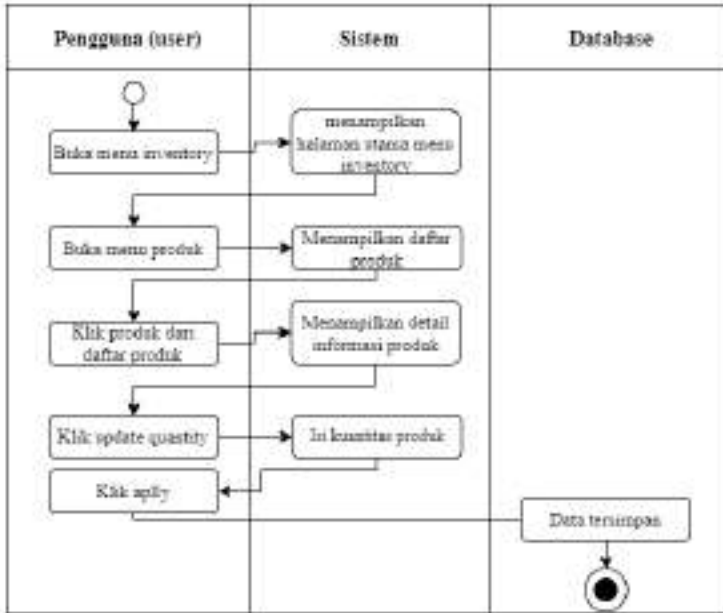 Pengguna (user)
Sistem
Database
Buka menu inventory
menampilkan
halaman utama menu
inventory
Buka menu produk
Menampilkan daftar
produk
Klik produk dari
daftar produk
Menampilkan detail
informasi produk
Klik update quantity
Isi kuantitas produk
Klik aplly
Data tersimpan